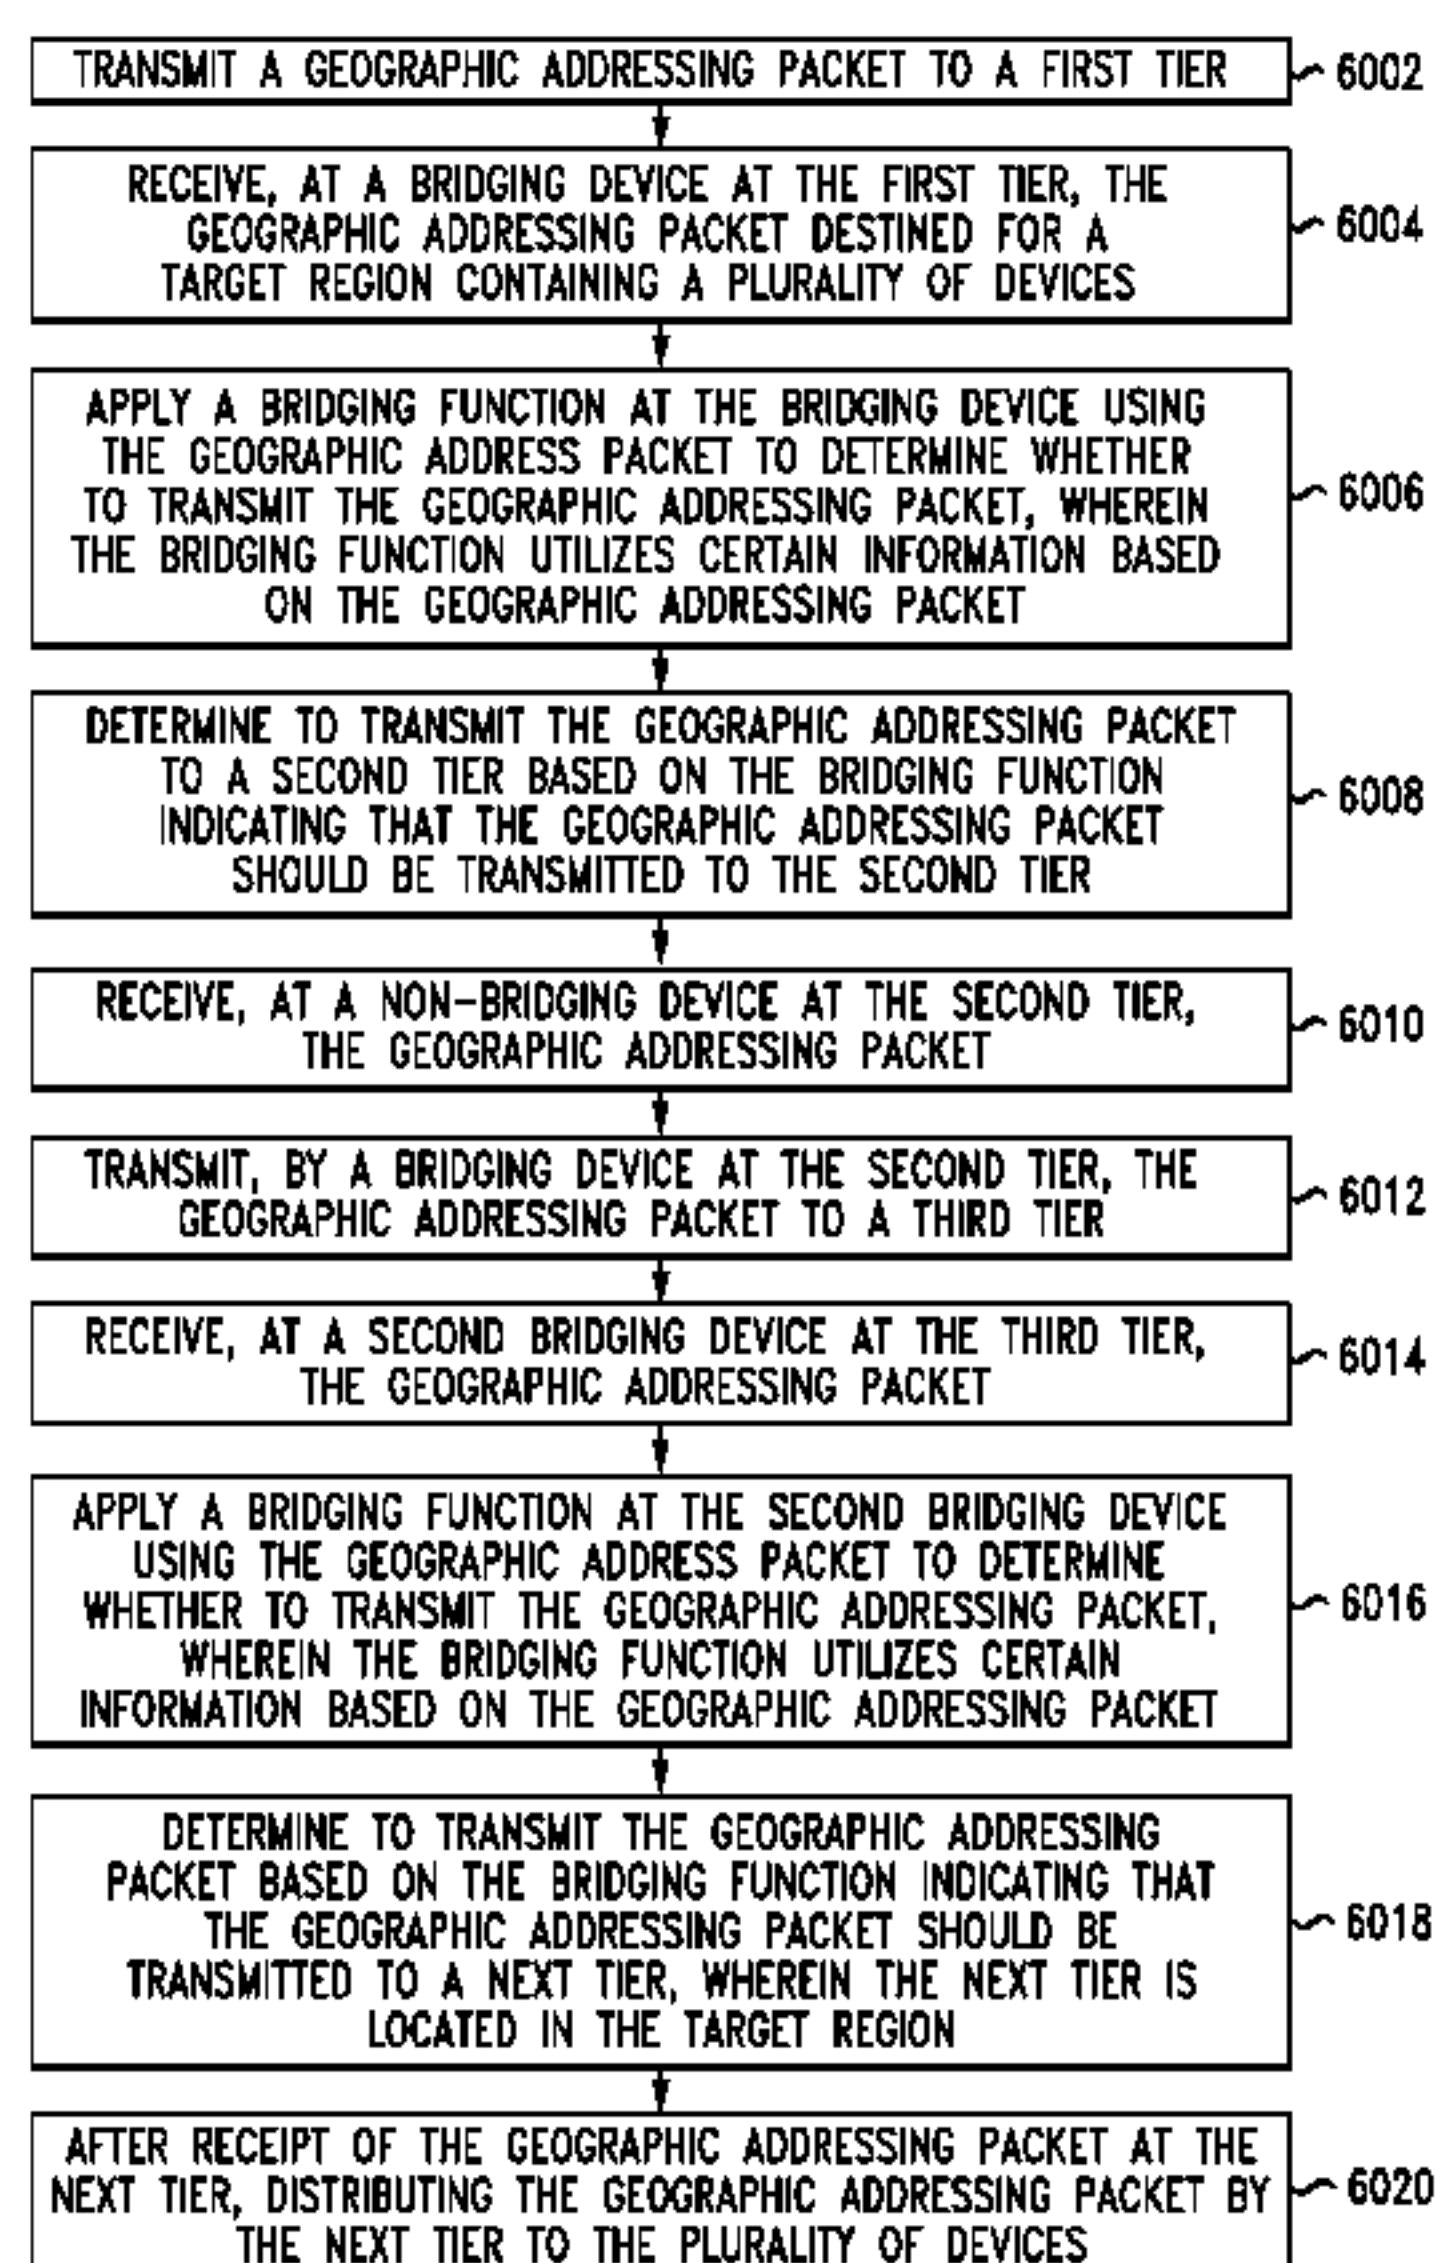 TRANSMIT A GEOGRAPHIC ADDRESSING PACKET TO A FIRST TIER
6002
RECEIVE, AT A BRIDGING DEVICE AT THE FIRST TIER, THE
GEOGRAPHIC ADDRESSING PACKET DESTINED FOR A
TARGET REGION CONTAINING A PLURALITY OF DEVICES
6004
APPLY A BRIDGING FUNCTION AT THE BRIDGING DEVICE USING
THE GEOGRAPHIC ADDRESS PACKET TO DETERMINE WHETHER
TO TRANSMIT THE GEOGRAPHIC ADDRESSING PACKET, WHEREIN
THE BRIDGING FUNCTION UTILIZES CERTAIN INFORMATION BASED
ON THE GEOGRAPHIC ADDRESSING PACKET
6006
DETERMINE TO TRANSMIT THE GEOGRAPHIC ADDRESSING PACKET
TO A SECOND TIER BASED ON THE BRIDGING FUNCTION
INDICATING THAT THE GEOGRAPHIC ADDRESSING PACKET
SHOULD BE TRANSMITTED TO THE SECOND TIER
6008
RECEIVE, AT A NON-BRIDGING DEVICE AT THE SECOND TIER,
THE GEOGRAPHIC ADDRESSING PACKET
6010
TRANSMIT, BY A BRIDGING DEVICE AT THE SECOND TIER, THE
GEOGRAPHIC ADDRESSING PACKET TO A THIRD TIER
6012
RECEIVE, AT A SECOND BRIDGING DEVICE AT THE THIRD TIER,
THE GEOGRAPHIC ADDRESSING PACKET
6014
APPLY A BRIDGING FUNCTION AT THE SECOND BRIDGING DEVICE
USING THE GEOGRAPHIC ADDRESS PACKET TO DETERMINE
WHETHER TO TRANSMIT THE GEOGRAPHIC ADDRESSING PACKET,
WHEREIN THE BRIDGING FUNCTION UTILIZES CERTAIN
INFORMATION BASED ON THE GEOGRAPHIC ADDRESSING PACKET
6016
DETERMINE TO TRANSMIT THE GEOGRAPHIC ADDRESSING
PACKET BASED ON THE BRIDGING FUNCTION INDICATING THAT
THE GEOGRAPHIC ADDRESSING PACKET SHOULD BE
TRANSMITTED TO A NEXT TIER, WHEREIN THE NEXT TIER IS
LOCATED IN THE TARGET REGION
6018
AFTER RECEIPT OF THE GEOGRAPHIC ADDRESSING PACKET AT THE
NEXT TIER, DISTRIBUTING THE GEOGRAPHIC ADDRESSING PACKET BY
THE NEXT TIER TO THE PLURALITY OF DEVICES
6020